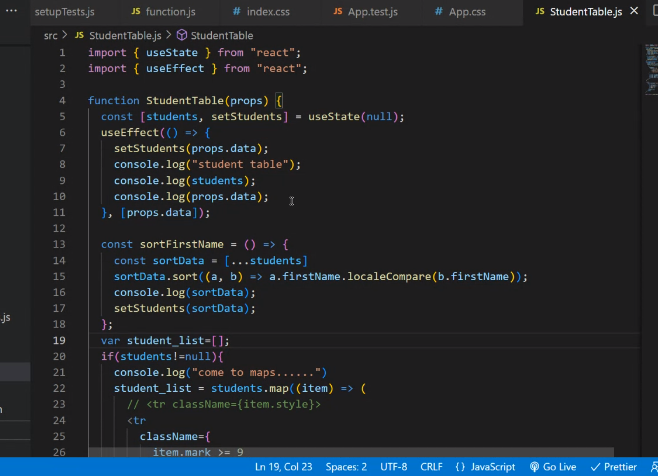 setupTests.js JS function.js # index.css JS App.test.js # App.css JS StudentTable.js
src > JS StudentTable.js > StudentTable
1 import { useState } from "react";
2 import { useEffect } from "react";
3
4 function StudentTable(props) {
5 const [students, setStudents] = useState(null);
6 useEffect(() => {
7 setStudents(props.data);
8 console.log("student table");
9 console.log(students);
10 console.log(props.data);
11 }, [props.data]);
12
13 const sortFirstName = () => {
14 const sortData = [...students]
15 sortData.sort((a, b) => a.firstName.localeCompare(b.firstName));
16 console.log(sortData);
17 setStudents(sortData);
18 };
19 var student_list=[];
20 if(students!=null){
21 console.log("come to maps......")
22 student_list = students.map((item) => (
23 // <tr className={item.style}>
24 <tr
25 className={
26 item.mark >= 9
.js
Ln 19, Col 23 Spaces: 2 UTF-8 CRLF {} JavaScript Go Live Prettier